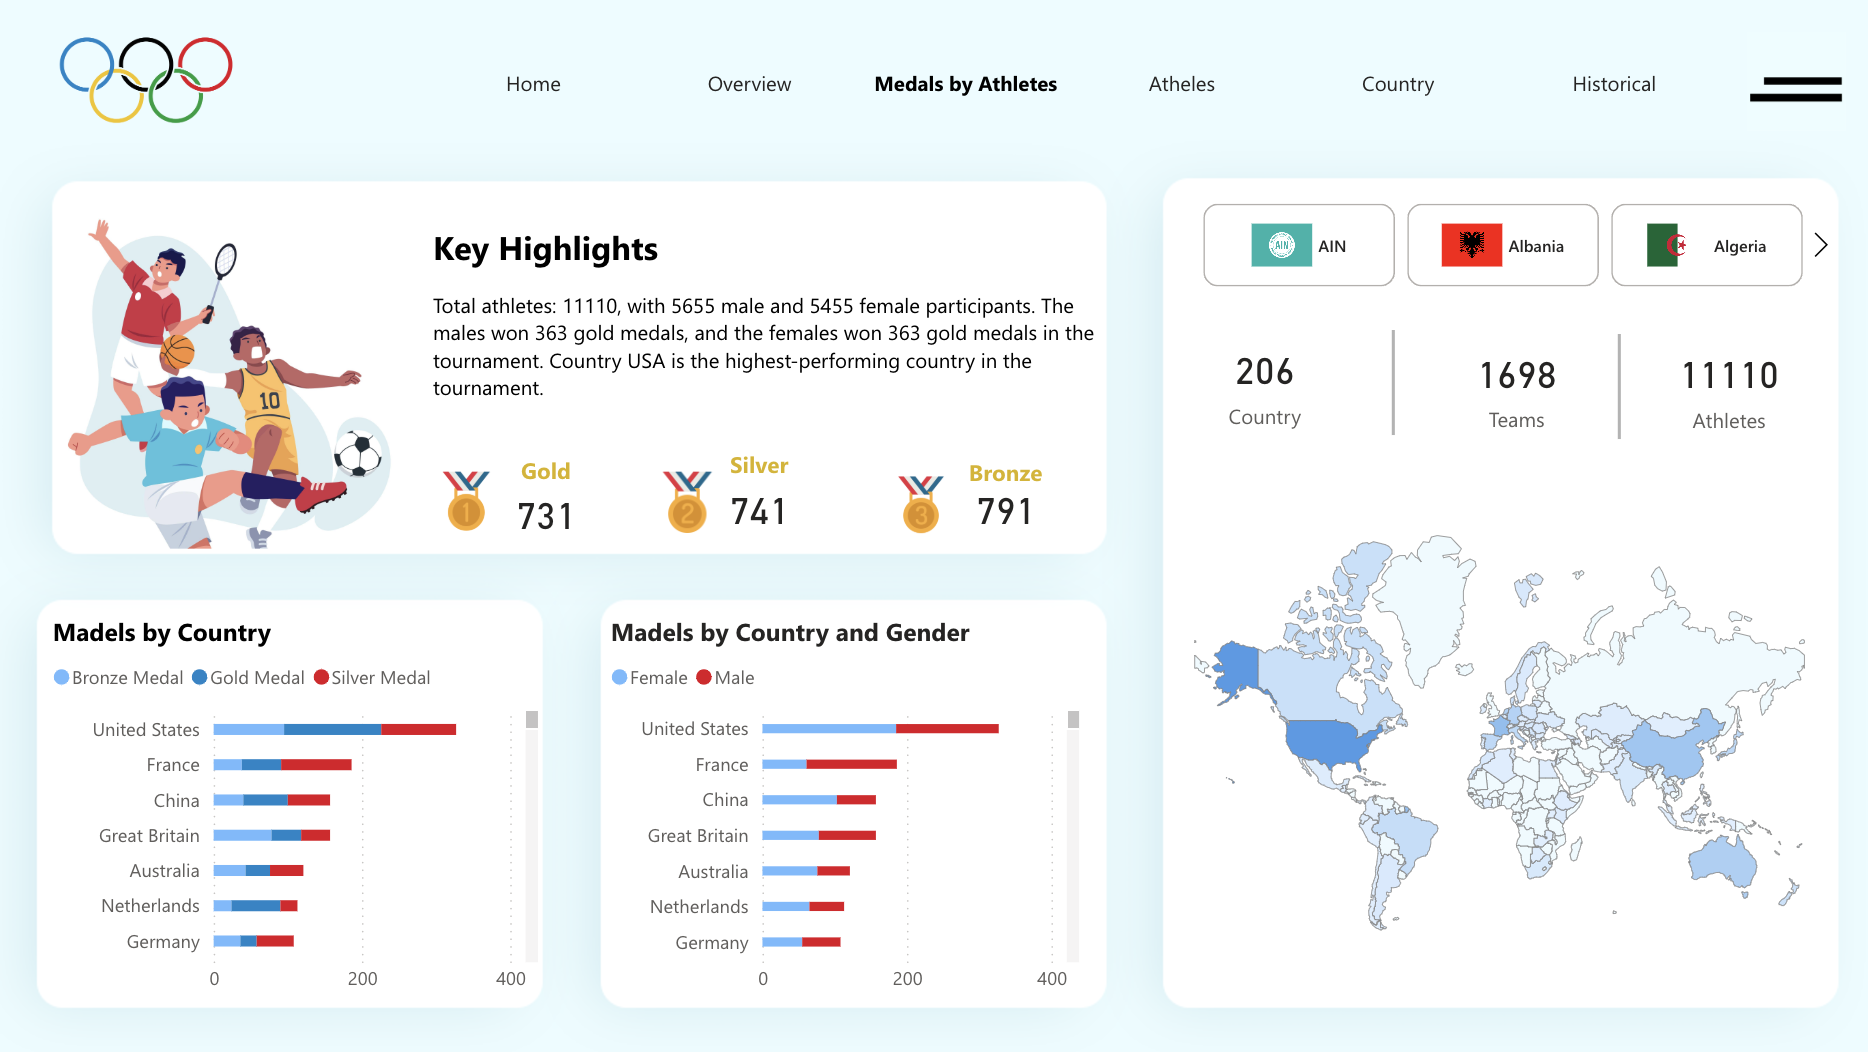 Home
Overview
Medals by Athletes
Atheles
Country
Historical
Key Highlights
Total athletes: 11110, with 5655 male and 5455 female participants. The
males won 363 gold medals, and the females won 363 gold medals in the
tournament. Country USA is the highest-performing country in the
tournament.
10
1
Gold
731
2
Silver
741
3
Bronze
791
AIN
AIN
Albania
Algeria
206
Country
1698
Teams
11110
Athletes
Madels by Country
Bronze Medal
Gold Medal
Silver Medal
United States
France
China
Great Britain
Australia
Netherlands
Germany
0
200
400
Madels by Country and Gender
Female
Male
United States
France
China
Great Britain
Australia
Netherlands
Germany
0
200
400